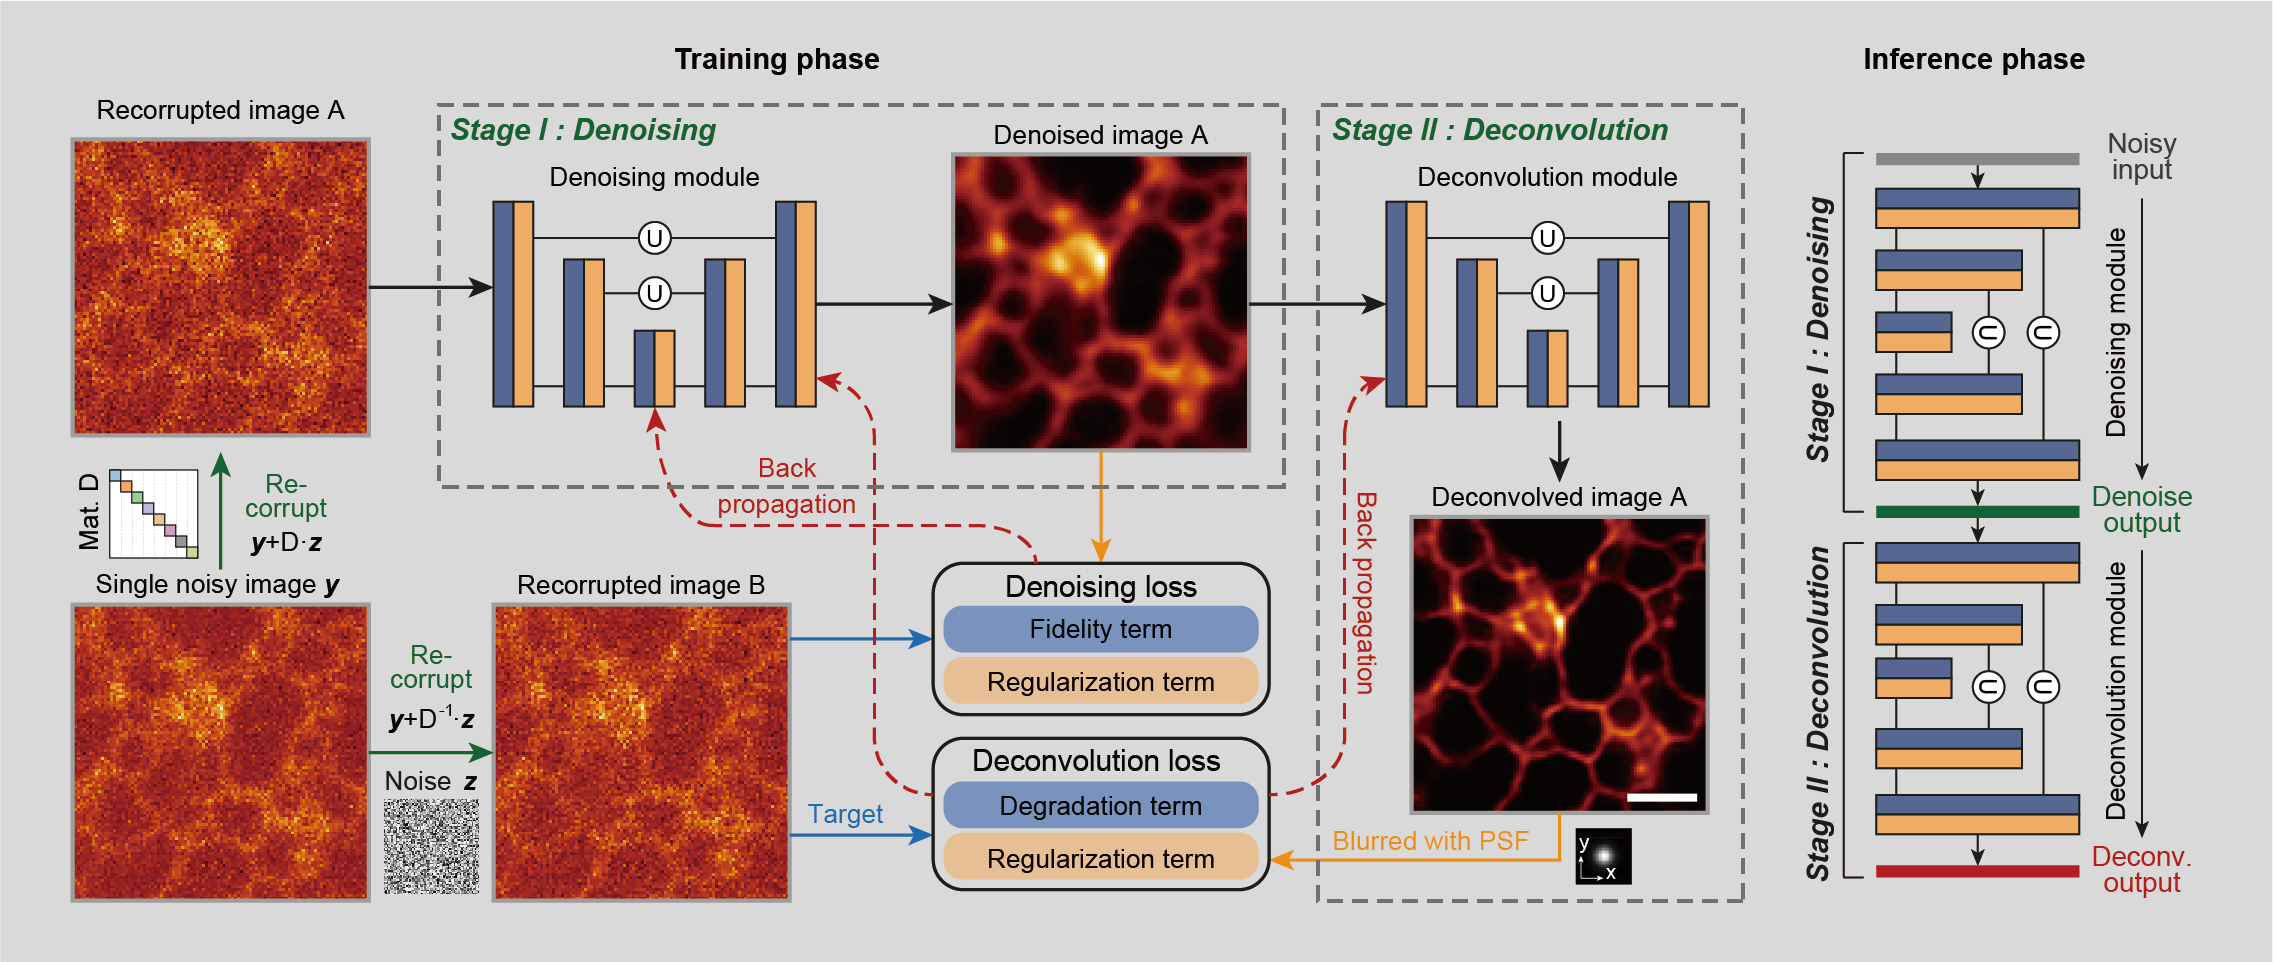 Training phase
Inference phase
Recorrupted image A
Stage I : Denoising
Denoising module
Denoised image A
Stage II : Deconvolution
Deconvolution module
U
U
U
U
Back
propagation
Mat. D
Re-
corrupt
y+D·z
Single noisy image y
Re-
corrupt
y+D⁻¹·z
Noise z
Recorrupted image B
Target
Denoising loss
Fidelity term
Regularization term
Deconvolution loss
Degradation term
Regularization term
Back propagation
Deconvolved image A
Blurred with PSF
y
x
Stage I : Denoising
Noisy
input
U
U
Denoising module
Denoise
output
Stage II : Deconvolution
U
U
Deconvolution module
Deconv.
output